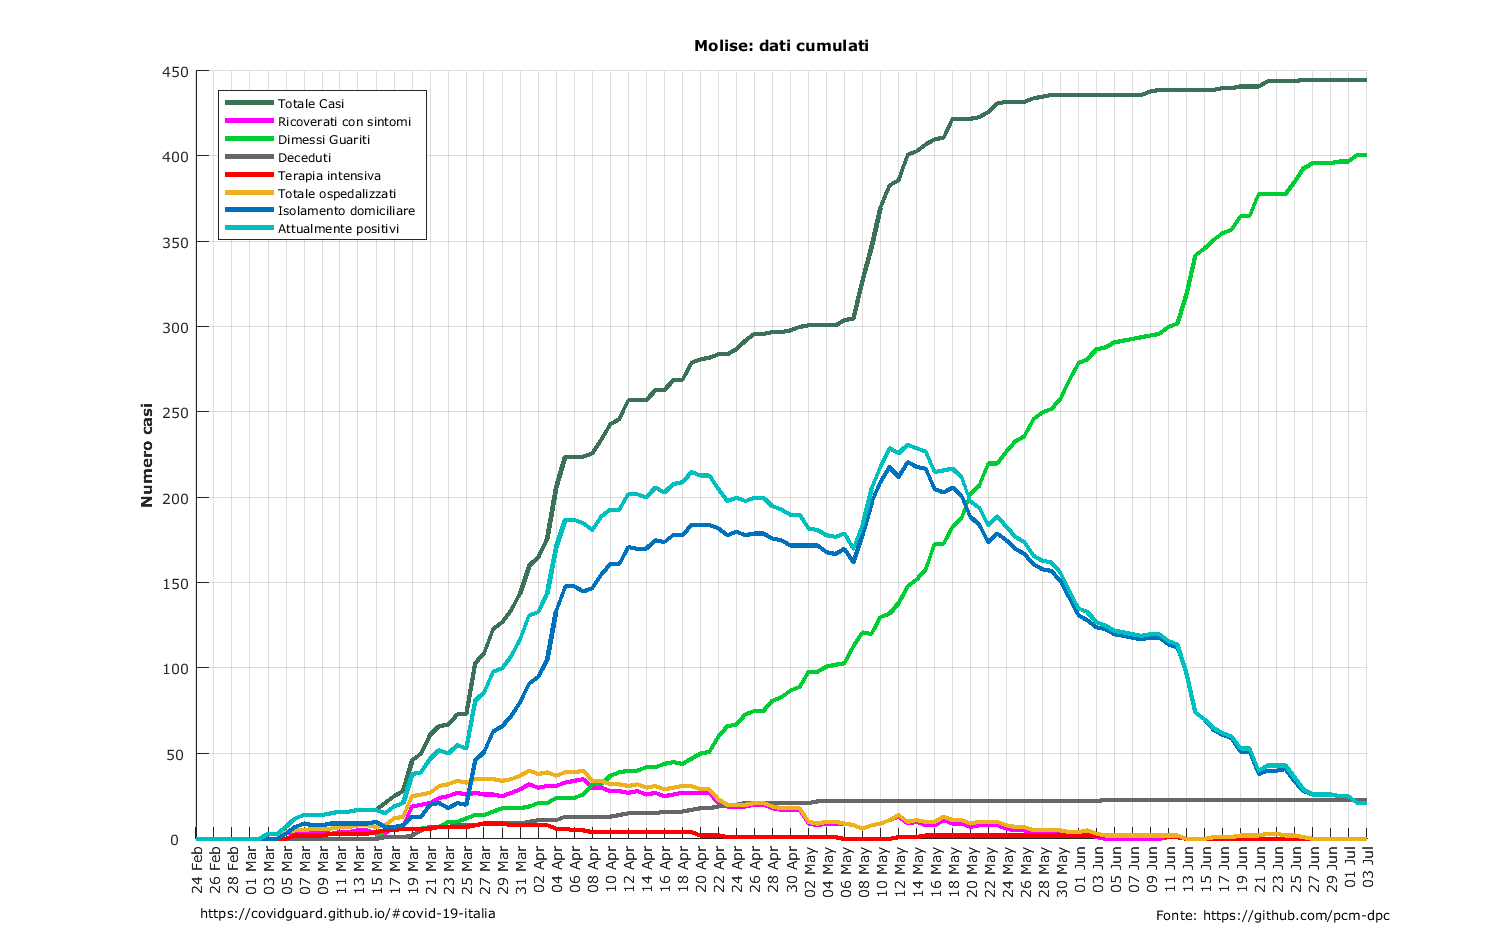 Molise: dati cumulati
Numero casi
450
400
350
300
250
200
150
100
50
0
Totale Casi
Ricoverati con sintomi
Dimessi Guariti
Deceduti
Terapia intensiva
Totale ospedalizzati
Isolamento domiciliare
Attualmente positivi
24 Feb
26 Feb
28 Feb
01 Mar
03 Mar
05 Mar
07 Mar
09 Mar
11 Mar
13 Mar
15 Mar
17 Mar
19 Mar
21 Mar
23 Mar
25 Mar
27 Mar
29 Mar
31 Mar
02 Apr
04 Apr
06 Apr
08 Apr
10 Apr
12 Apr
14 Apr
16 Apr
18 Apr
20 Apr
22 Apr
24 Apr
26 Apr
28 Apr
30 Apr
02 May
04 May
06 May
08 May
10 May
12 May
14 May
16 May
18 May
20 May
22 May
24 May
26 May
28 May
30 May
01 Jun
03 Jun
05 Jun
07 Jun
09 Jun
11 Jun
13 Jun
15 Jun
17 Jun
19 Jun
21 Jun
23 Jun
25 Jun
27 Jun
29 Jun
01 Jul
03 Jul
https://covidguard.github.io/#covid-19-italia
Fonte: https://github.com/pcm-dpc